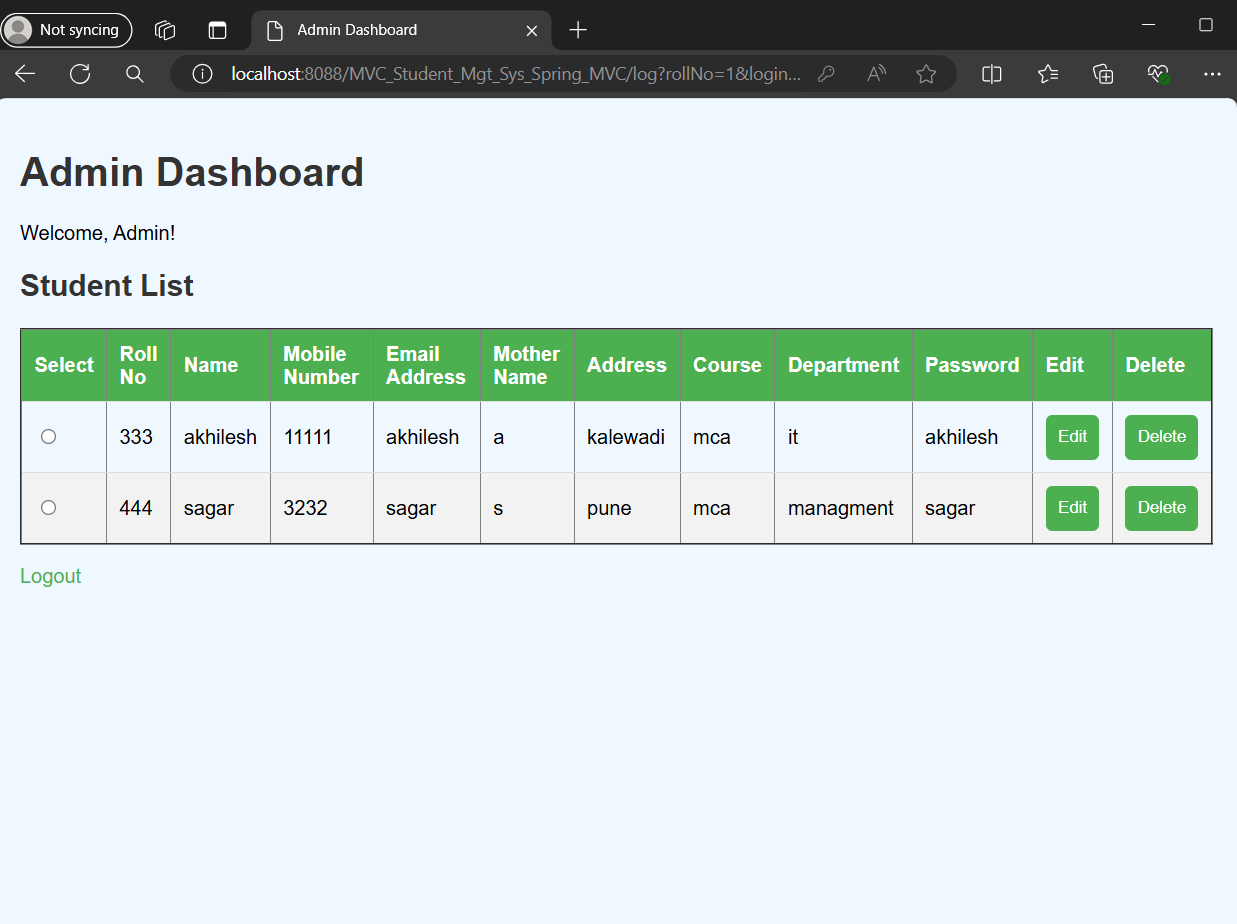 Not syncing
Admin Dashboard
localhost:8088/MVC_Student_Mgt_Sys_Spring_MVC/log?rollNo=1&login...
Admin Dashboard
Welcome, Admin!
Student List
Select Roll No Name Mobile Number Email Address Mother Name Address Course Department Password Edit Delete
333 akhilesh 11111 akhilesh a kalewadi mca it akhilesh Edit Delete
444 sagar 3232 sagar s pune mca managment sagar Edit Delete
Logout